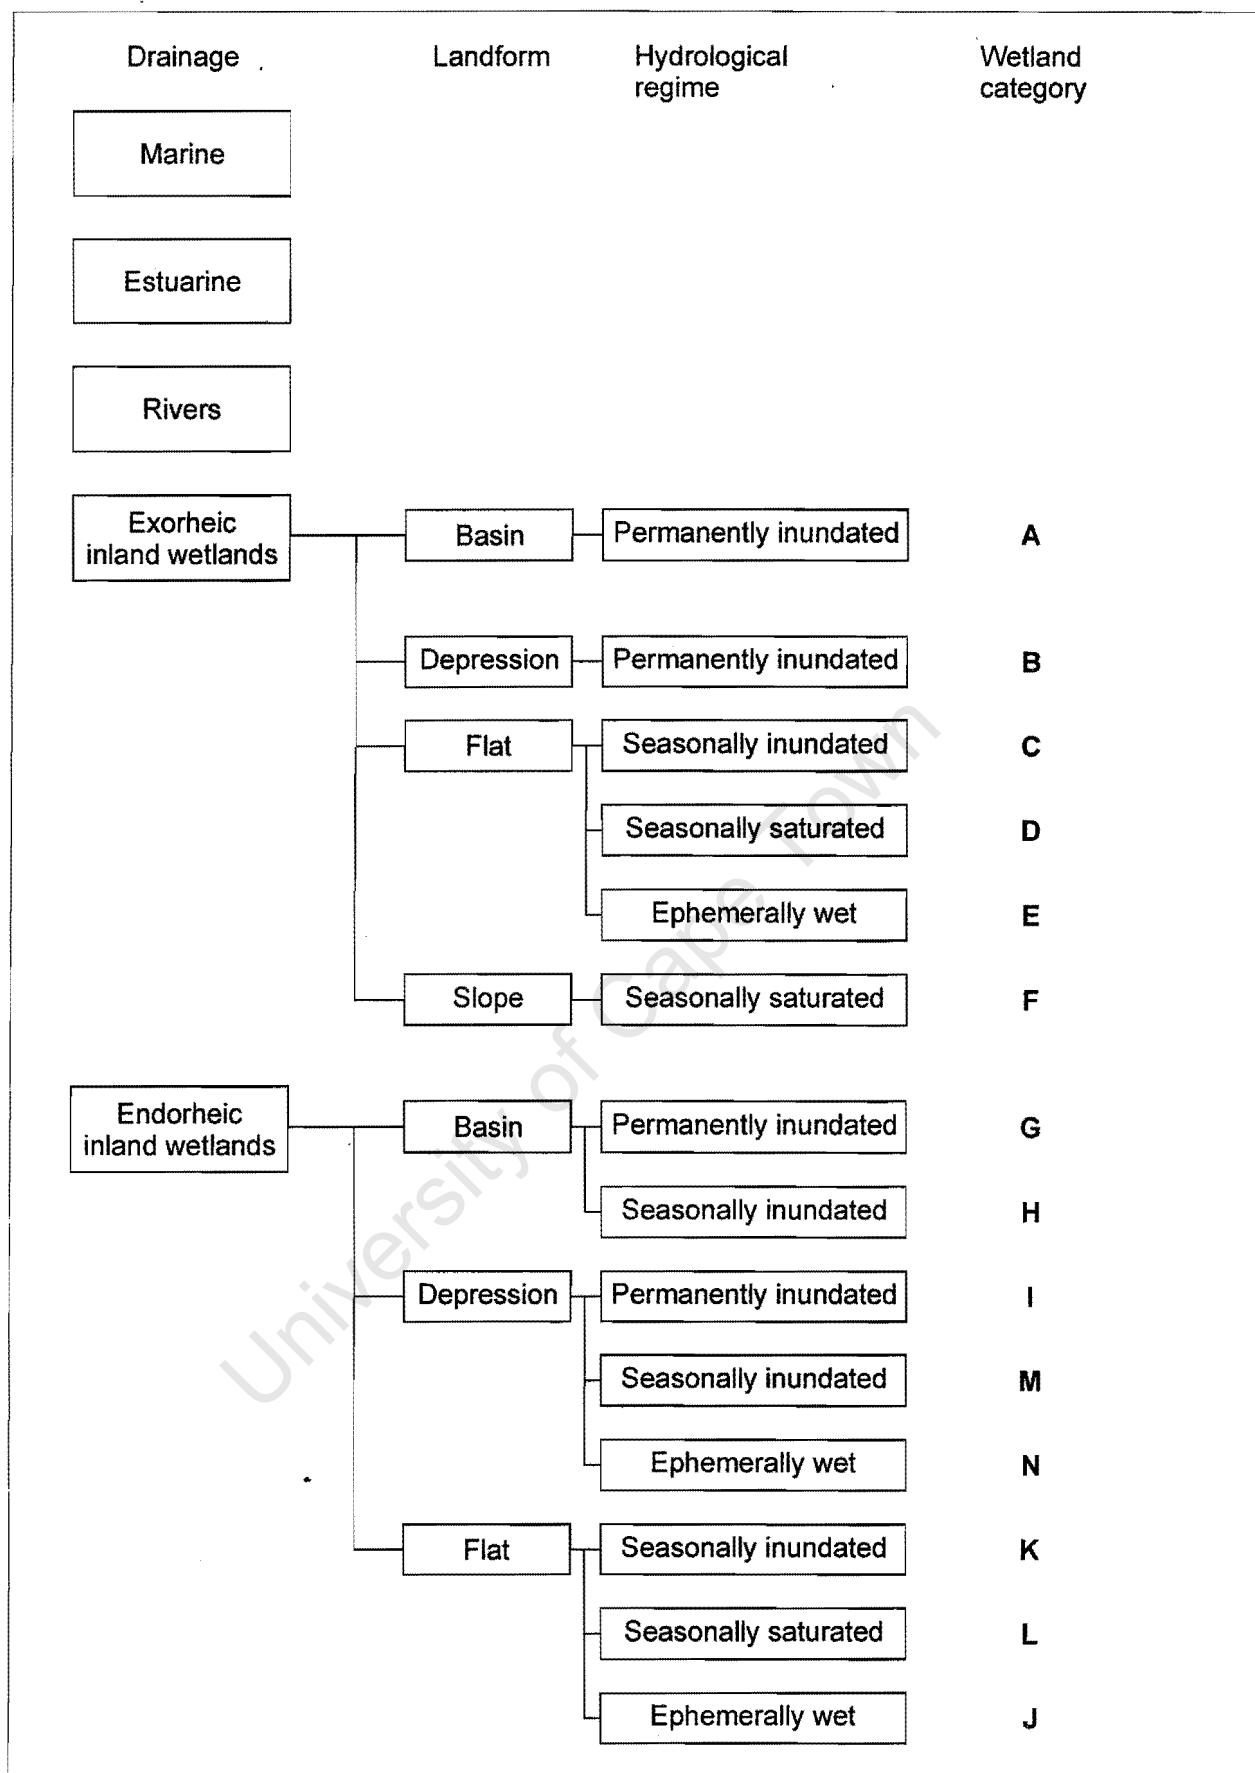 Drainage
Landform
Hydrological
regime
Wetland
category
Marine
Estuarine
Rivers
Exorheic
inland wetlands
Basin
Permanently inundated
A
Depression
Permanently inundated
B
Flat
Seasonally inundated
C
Seasonally saturated
D
Ephemerally wet
E
Slope
Seasonally saturated
F
Endorheic
inland wetlands
Basin
Permanently inundated
G
Seasonally inundated
H
Depression
Permanently inundated
I
Seasonally inundated
M
Ephemerally wet
N
Flat
Seasonally inundated
K
Seasonally saturated
L
Ephemerally wet
J
University of Cape Town